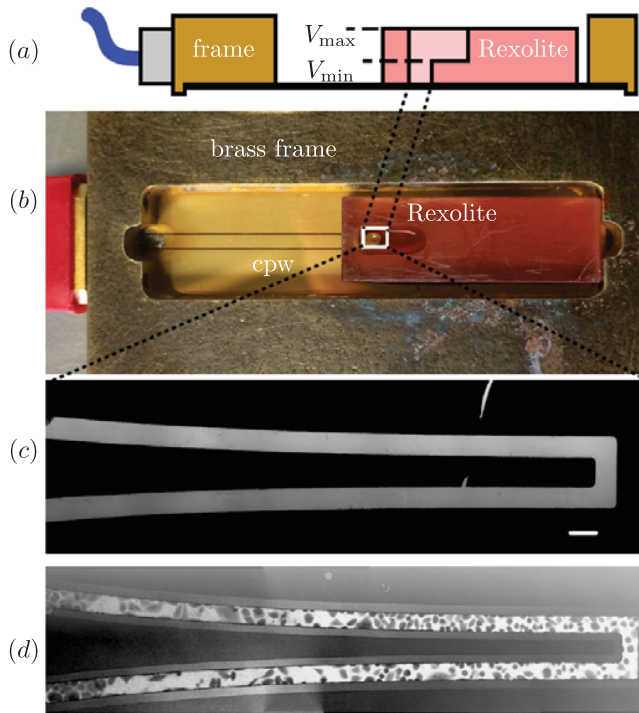 (a)
frame
Vmax
Vmin
Rexolite
(b)
brass frame
Rexolite
cpw
(c)
(d)